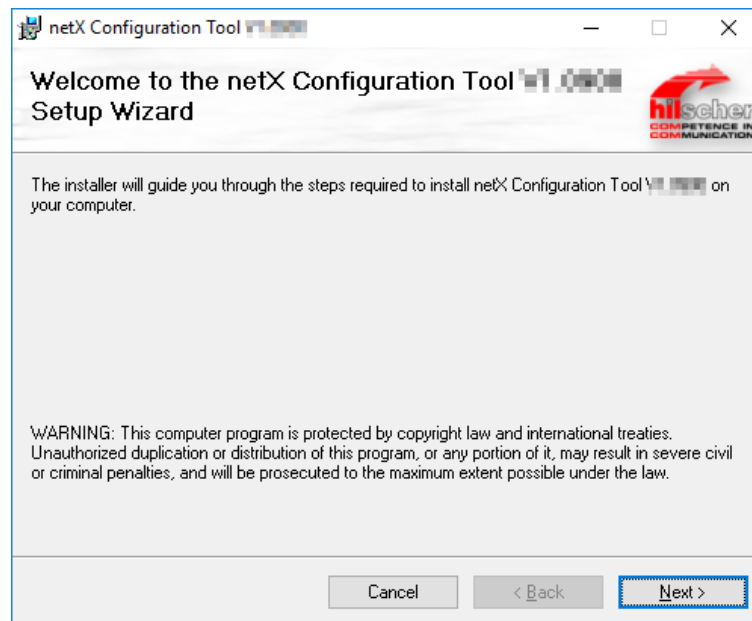 netX Configuration Tool
Welcome to the netX Configuration Tool
Setup Wizard
hilscher
COMPETENCE IN
COMMUNICATION
The installer will guide you through the steps required to install netX Configuration Tool on
your computer.
WARNING: This computer program is protected by copyright law and international treaties.
Unauthorized duplication or distribution of this program, or any portion of it, may result in severe civil
or criminal penalties, and will be prosecuted to the maximum extent possible under the law.
Cancel
< Back
Next >